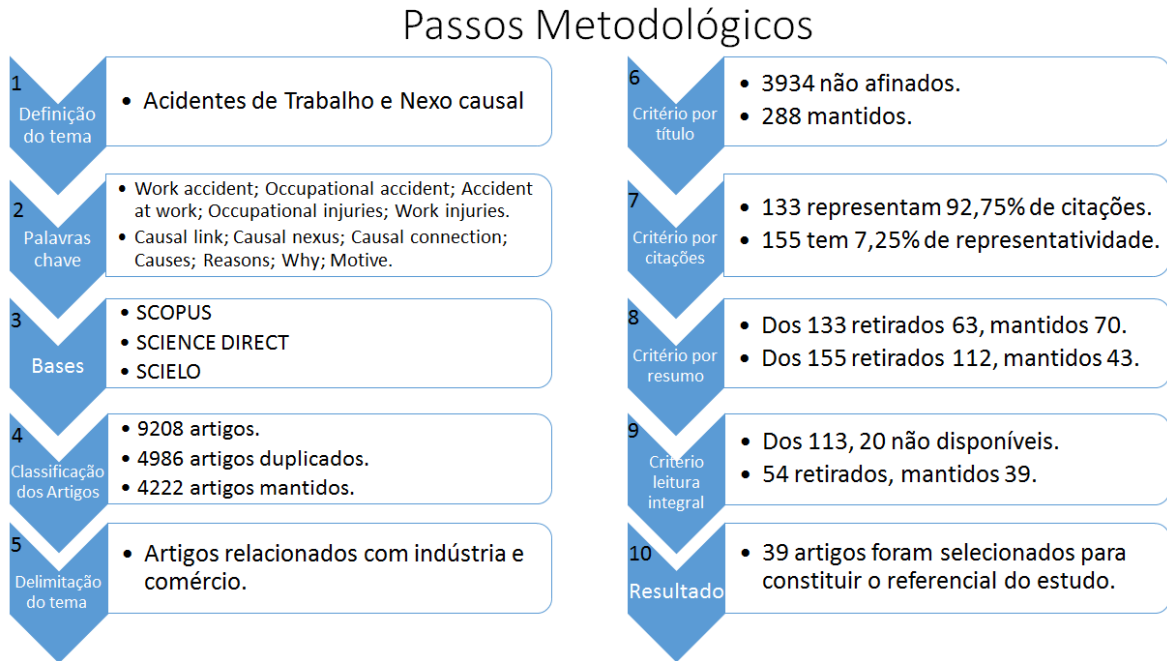 Passos Metodológicos
1
Definição
do tema
• Acidentes de Trabalho e Nexo causal
2
Palavras
chave
• Work accident; Occupational accident; Accident
at work; Occupational injuries; Work injuries.
• Causal link; Causal nexus; Causal connection;
Causes; Reasons; Why; Motive.
3
Bases
• SCOPUS
• SCIENCE DIRECT
• SCIELO
4
Classificação
dos Artigos
• 9208 artigos.
• 4986 artigos duplicados.
• 4222 artigos mantidos.
5
Delimitação
do tema
• Artigos relacionados com indústria e
comércio.
6
Critério por
título
• 3934 não afinados.
• 288 mantidos.
7
Critério por
citações
• 133 representam 92,75% de citações.
• 155 tem 7,25% de representatividade.
8
Critério por
resumo
• Dos 133 retirados 63, mantidos 70.
• Dos 155 retirados 112, mantidos 43.
9
Critério
leitura
integral
• Dos 113, 20 não disponíveis.
• 54 retirados, mantidos 39.
10
Resultado
• 39 artigos foram selecionados para
constituir o referencial do estudo.